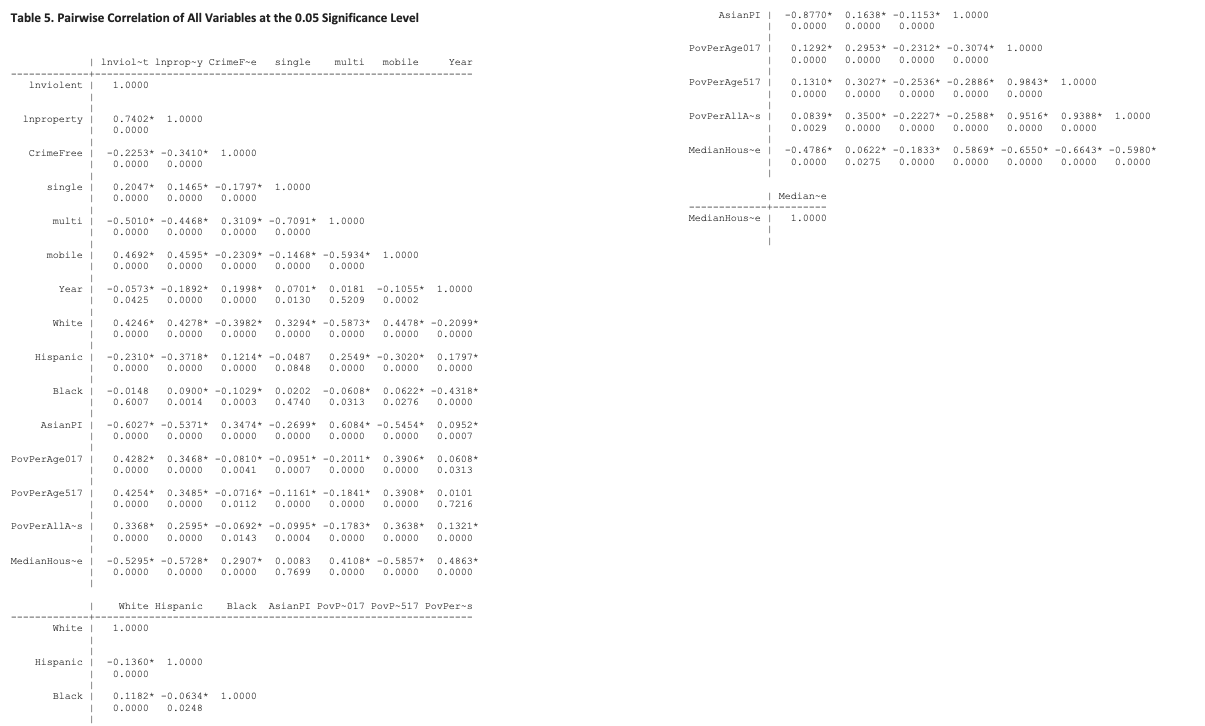 Table 5. Pairwise Correlation of All Variables at the 0.05 Significance Level
| lnviol~t lnprop~y CrimeF~e single multi mobile Year
-------------+---------------------------------------------------------------
lnviolent | 1.0000
|
lnproperty | 0.7402* 1.0000
| 0.0000
|
CrimeFree | -0.2253* -0.3410* 1.0000
| 0.0000 0.0000
|
single | 0.2047* 0.1465* -0.1797* 1.0000
| 0.0000 0.0000 0.0000
|
multi | -0.5010* -0.4468* 0.3109* -0.7091* 1.0000
| 0.0000 0.0000 0.0000 0.0000
|
mobile | 0.4692* 0.4595* -0.2309* -0.1468* -0.5934* 1.0000
| 0.0000 0.0000 0.0000 0.0000 0.0000
|
Year | -0.0573* -0.1892* 0.1998* 0.0701* 0.0181 -0.1055* 1.0000
| 0.0425 0.0000 0.0000 0.0130 0.5209 0.0002
|
White | 0.4246* 0.4278* -0.3982* 0.3294* -0.5873* 0.4478* -0.2099*
| 0.0000 0.0000 0.0000 0.0000 0.0000 0.0000 0.0000
|
Hispanic | -0.2310* -0.3718* 0.1214* -0.0487 0.2549* -0.3020* 0.1797*
| 0.0000 0.0000 0.0000 0.0848 0.0000 0.0000 0.0000
|
Black | -0.0148 0.0900* -0.1029* 0.0202 -0.0608* 0.0622* -0.4318*
| 0.6007 0.0014 0.0003 0.4740 0.0313 0.0276 0.0000
|
AsianPI | -0.6027* -0.5371* 0.3474* -0.2699* 0.6084* -0.5454* 0.0952*
| 0.0000 0.0000 0.0000 0.0000 0.0000 0.0000 0.0007
|
PovPerAge017 | 0.4282* 0.3468* -0.0810* -0.0951* -0.2011* 0.3906* 0.0608*
| 0.0000 0.0000 0.0041 0.0007 0.0000 0.0000 0.0313
|
PovPerAge517 | 0.4254* 0.3485* -0.0716* -0.1161* -0.1841* 0.3908* 0.0101
| 0.0000 0.0000 0.0112 0.0000 0.0000 0.0000 0.7216
|
PovPerAllA~s | 0.3368* 0.2595* -0.0692* -0.0995* -0.1783* 0.3638* 0.1321*
| 0.0000 0.0000 0.0143 0.0004 0.0000 0.0000 0.0000
|
MedianHous~e | -0.5295* -0.5728* 0.2907* 0.0083 0.4108* -0.5857* 0.4863*
| 0.0000 0.0000 0.0000 0.7699 0.0000 0.0000 0.0000
|
| White Hispanic Black AsianPI PovP~017 PovP~517 PovPer~s
-------------+---------------------------------------------------------------
White | 1.0000
|
Hispanic | -0.1360* 1.0000
| 0.0000
|
Black | 0.1182* -0.0634* 1.0000
| 0.0000 0.0248
|
AsianPI | -0.8770* 0.1638* -0.1153* 1.0000
| 0.0000 0.0000 0.0000
|
PovPerAge017 | 0.1292* 0.2953* -0.2312* -0.3074* 1.0000
| 0.0000 0.0000 0.0000 0.0000
|
PovPerAge517 | 0.1310* 0.3027* -0.2536* -0.2886* 0.9843* 1.0000
| 0.0000 0.0000 0.0000 0.0000 0.0000
|
PovPerAllA~s | 0.0839* 0.3500* -0.2227* -0.2588* 0.9516* 0.9388* 1.0000
| 0.0029 0.0000 0.0000 0.0000 0.0000 0.0000
|
MedianHous~e | -0.4786* 0.0622* -0.1833* 0.5869* -0.6550* -0.6643* -0.5980*
| 0.0000 0.0275 0.0000 0.0000 0.0000 0.0000 0.0000
|
| Median~e
-------------+---------
MedianHous~e | 1.0000
|
|